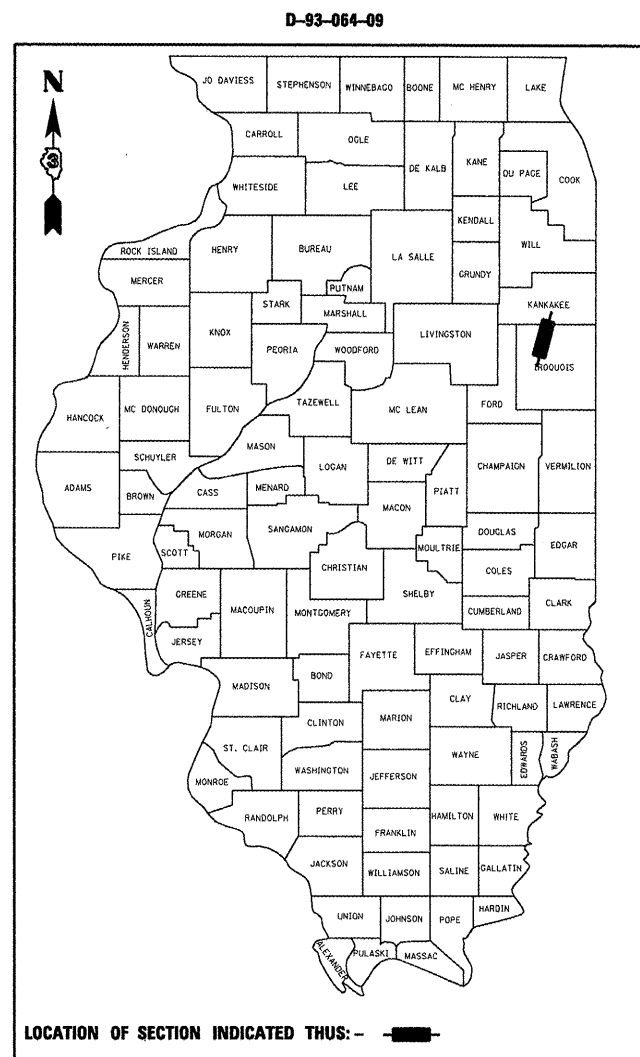 D-93-064-09
N
3
JO DAVIESS STEPHENSON WINNEBAGO BOONE MC HENRY LAKE
CARROLL OGLE DE KALB KANE DU PAGE COOK
WHITESIDE LEE
KENDALL WILL
ROCK ISLAND HENRY BUREAU LA SALLE GRUNDY
MERCER PUTNAM
STARK MARSHALL KANKAKEE
HENDERSON WARREN KNOX PEORIA WOODFORD LIVINGSTON IROQUOIS
HANCOCK MC DONOUGH FULTON TAZEWELL MC LEAN FORD
MASON
SCHUYLER LOGAN DE WITT CHAMPAIGN VERMILION
ADAMS BROWN CASS MENARD MACON PIATT
PIKE SCOTT MORGAN SANGAMON CHRISTIAN MOULTRIE DOUGLAS EDGAR
COLES
CALHOUN GREENE MACOUPIN MONTGOMERY SHELBY CUMBERLAND CLARK
JERSEY FAYETTE EFFINGHAM JASPER CRAWFORD
MADISON BOND
CLINTON MARION CLAY RICHLAND LAWRENCE
ST. CLAIR WASHINGTON WAYNE EDWARDS WABASH
MONROE JEFFERSON
RANDOLPH PERRY HAMILTON WHITE
FRANKLIN
JACKSON WILLIAMSON SALINE GALLATIN
UNION JOHNSON POPE HARDIN
ALEXANDER PULASKI MASSAC
LOCATION OF SECTION INDICATED THUS: -